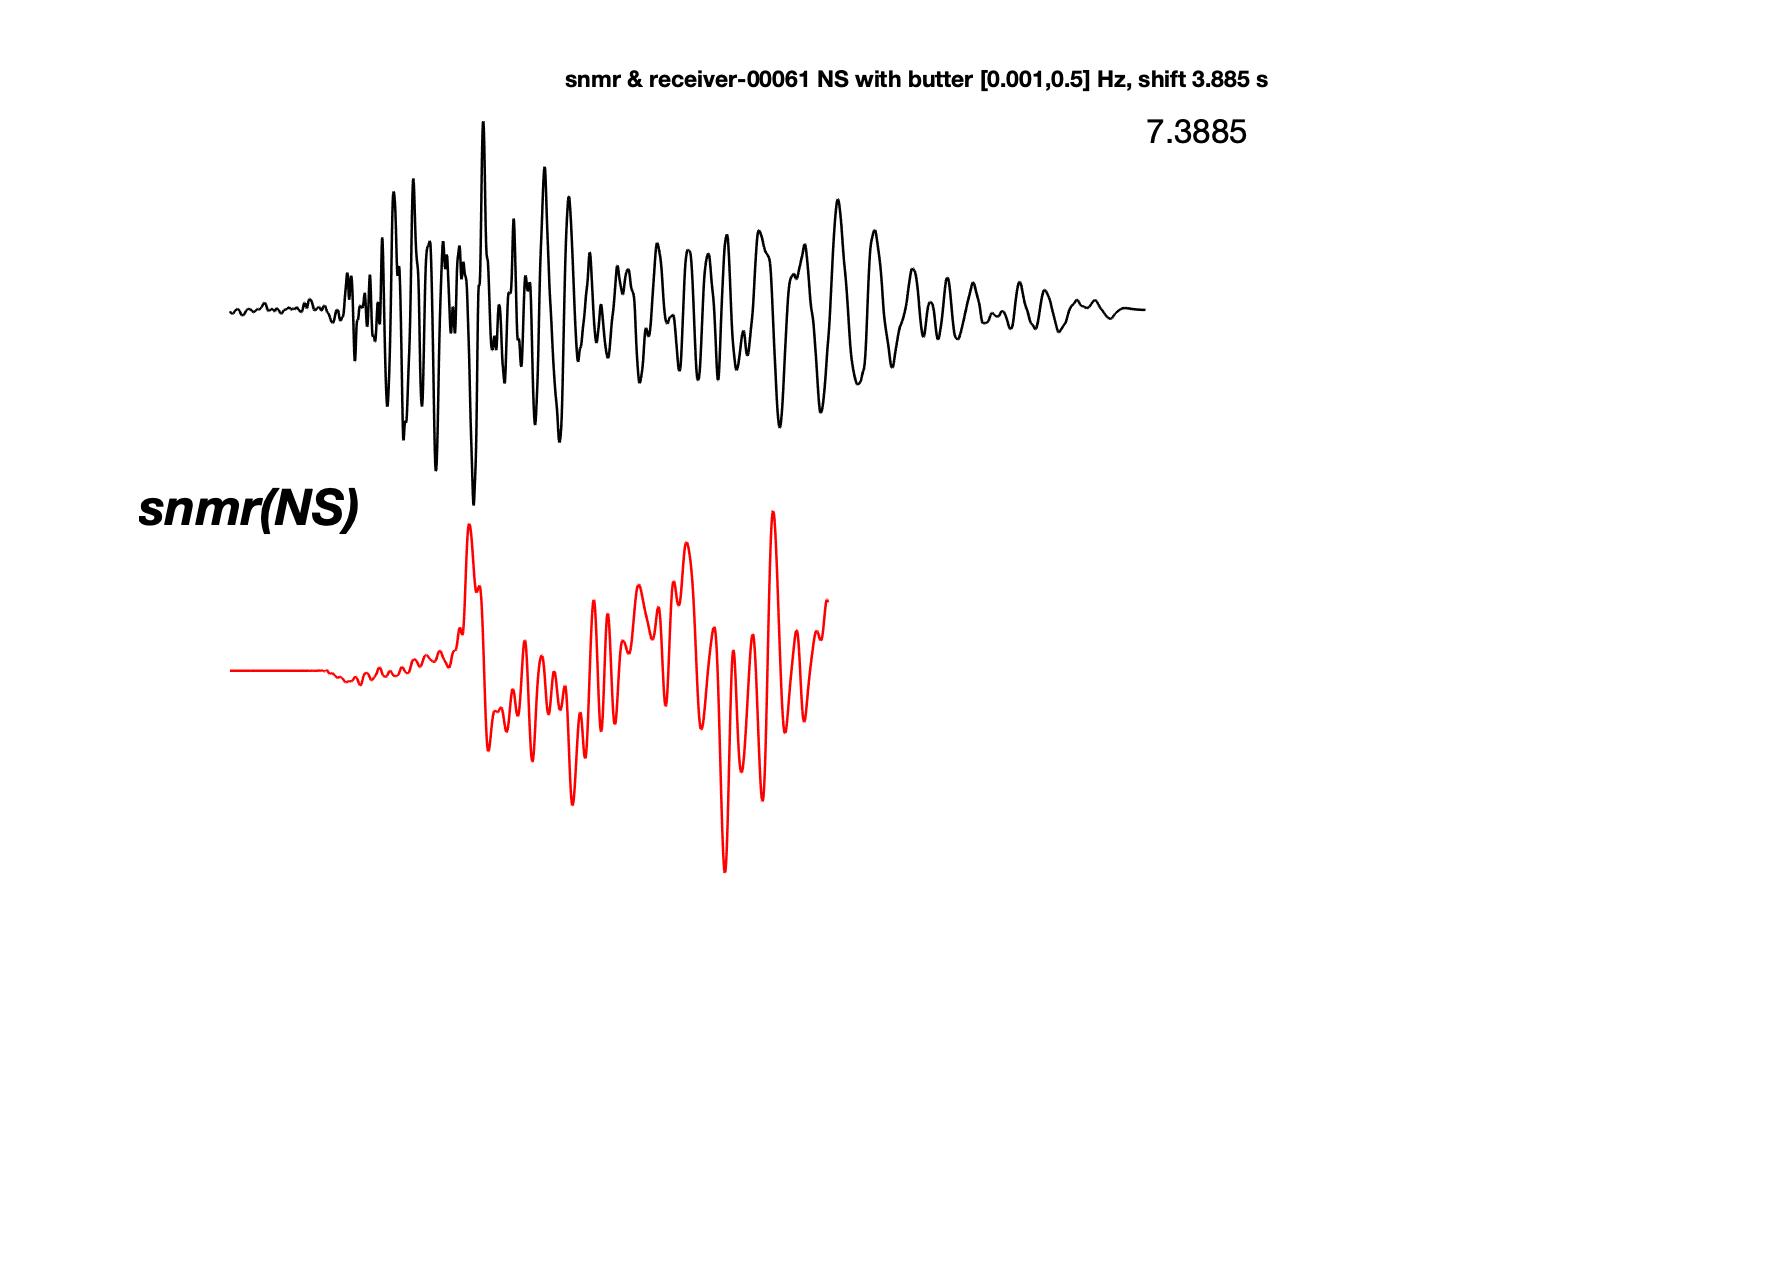 snmr & receiver-00061 NS with butter [0.001,0.5] Hz, shift 3.885 s
7.3885
snmr(NS)